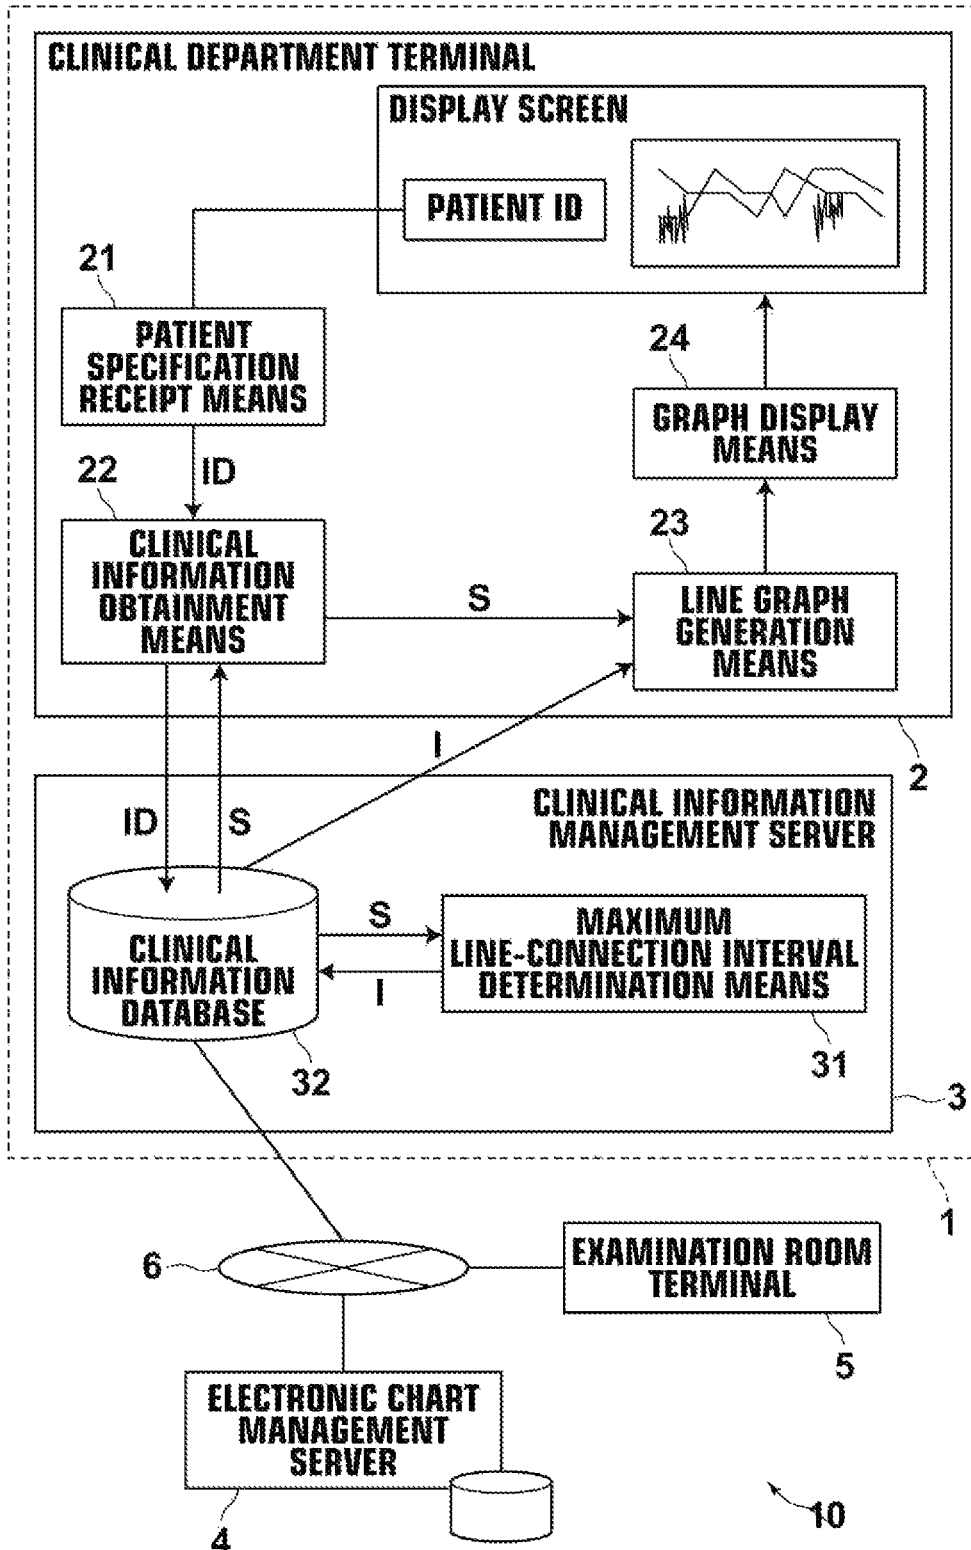 CLINICAL DEPARTMENT TERMINAL
DISPLAY SCREEN
PATIENT ID
21
PATIENT
SPECIFICATION
RECEIPT MEANS
24
GRAPH DISPLAY
MEANS
ID
22
CLINICAL
INFORMATION
OBTAINMENT
MEANS
S
23
LINE GRAPH
GENERATION
MEANS
I
2
ID
S
CLINICAL INFORMATION
MANAGEMENT SERVER
CLINICAL
INFORMATION
DATABASE
S
I
MAXIMUM
LINE-CONNECTION INTERVAL
DETERMINATION MEANS
32
31
3
1
6
EXAMINATION ROOM
TERMINAL
5
ELECTRONIC CHART
MANAGEMENT
SERVER
4
10